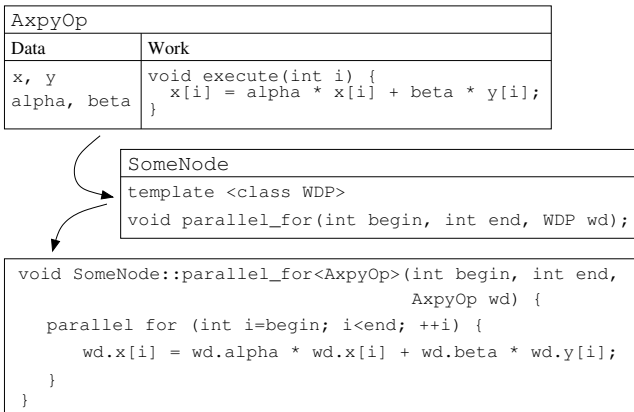 AxpyOp
Data Work
x, y
alpha, beta
void execute(int i) {
x[i] = alpha * x[i] + beta * y[i];
}
SomeNode
template <class WDP>
void parallel_for(int begin, int end, WDP wd);
void SomeNode::parallel_for<AxpyOp>(int begin, int end,
AxpyOp wd) {
parallel for (int i=begin; i<end; ++i) {
wd.x[i] = wd.alpha * wd.x[i] + wd.beta * wd.y[i];
}
}